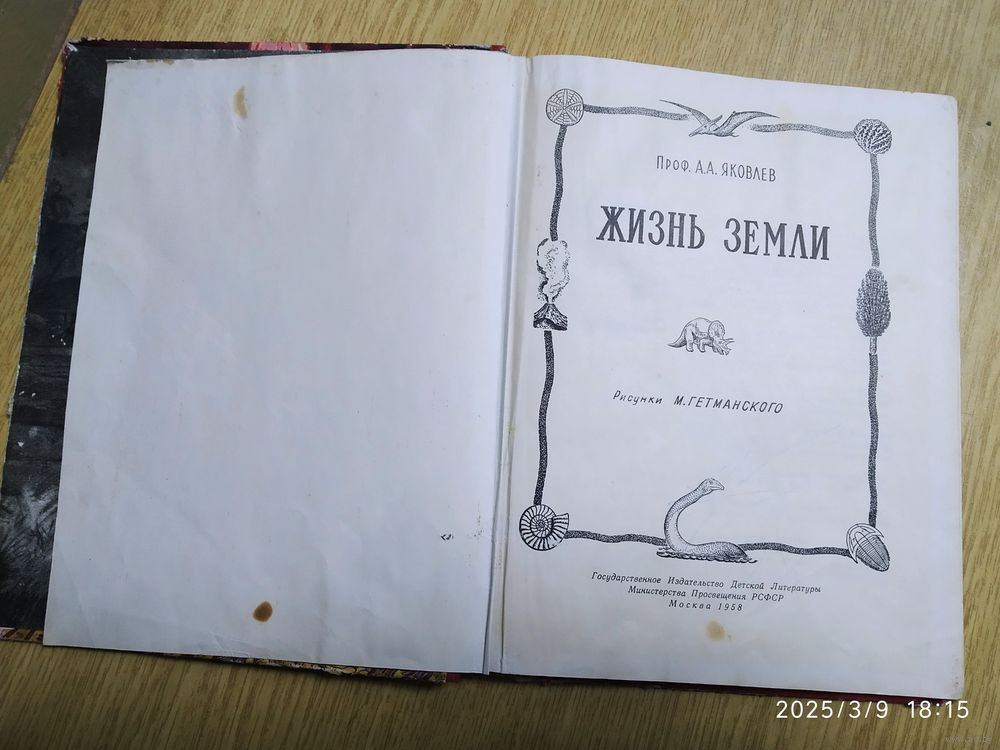 Проф. А.А. ЯКОВЛЕВ
ЖИЗНЬ ЗЕМЛИ
Рисунки М. ГЕТМАНСКОГО
Государственное Издательство Детской Литературы
Министерства Просвещения РСФСР
Москва 1958
2025/3/9 18:15